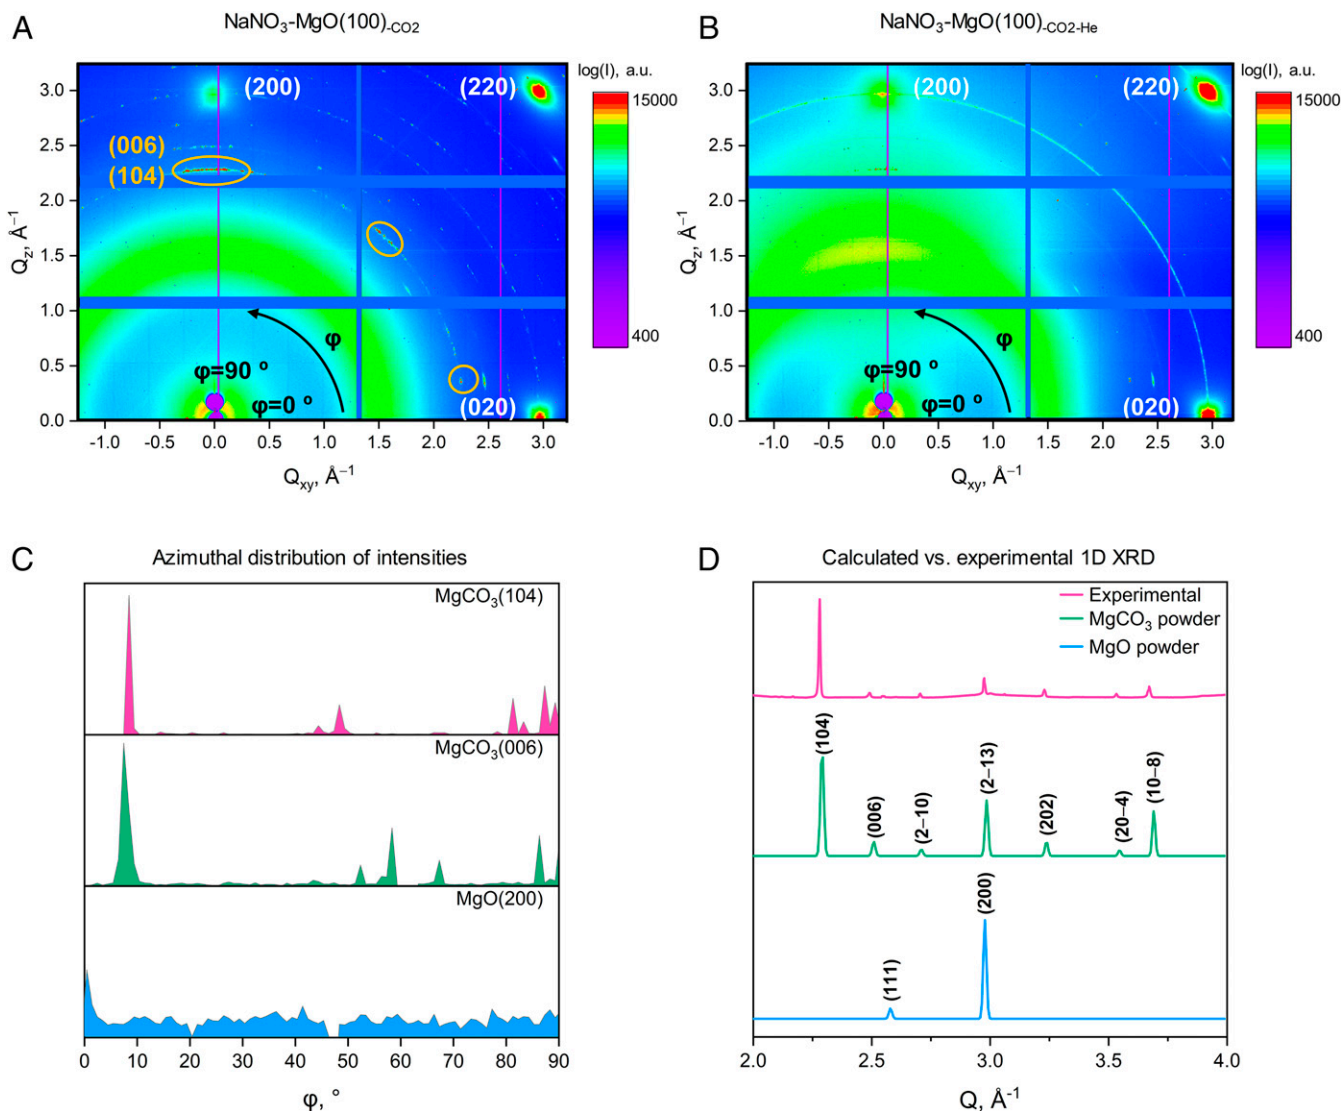 A
NaNO₃-MgO(100)-CO2
Qz, Å⁻¹
3.0
2.5
2.0
1.5
1.0
0.5
0.0
(200)
(220)
(006)
(104)
φ
φ=90 º
φ=0 º
(020)
-1.0 -0.5 0.0 0.5 1.0 1.5 2.0 2.5 3.0
Qxy, Å⁻¹
log(I), a.u.
15000
400
B
NaNO₃-MgO(100)-CO2-He
Qz, Å⁻¹
3.0
2.5
2.0
1.5
1.0
0.5
0.0
(200)
(220)
φ
φ=90 º
φ=0 º
(020)
-1.0 -0.5 0.0 0.5 1.0 1.5 2.0 2.5 3.0
Qxy, Å⁻¹
log(I), a.u.
15000
400
C
Azimuthal distribution of intensities
MgCO₃(104)
MgCO₃(006)
MgO(200)
0 10 20 30 40 50 60 70 80 90
φ, °
D
Calculated vs. experimental 1D XRD
Experimental
MgCO₃ powder
MgO powder
(104)
(006)
(2−10)
(2−13)
(202)
(20−4)
(10−8)
(111)
(200)
2.0 2.5 3.0 3.5 4.0
Q, Å⁻¹